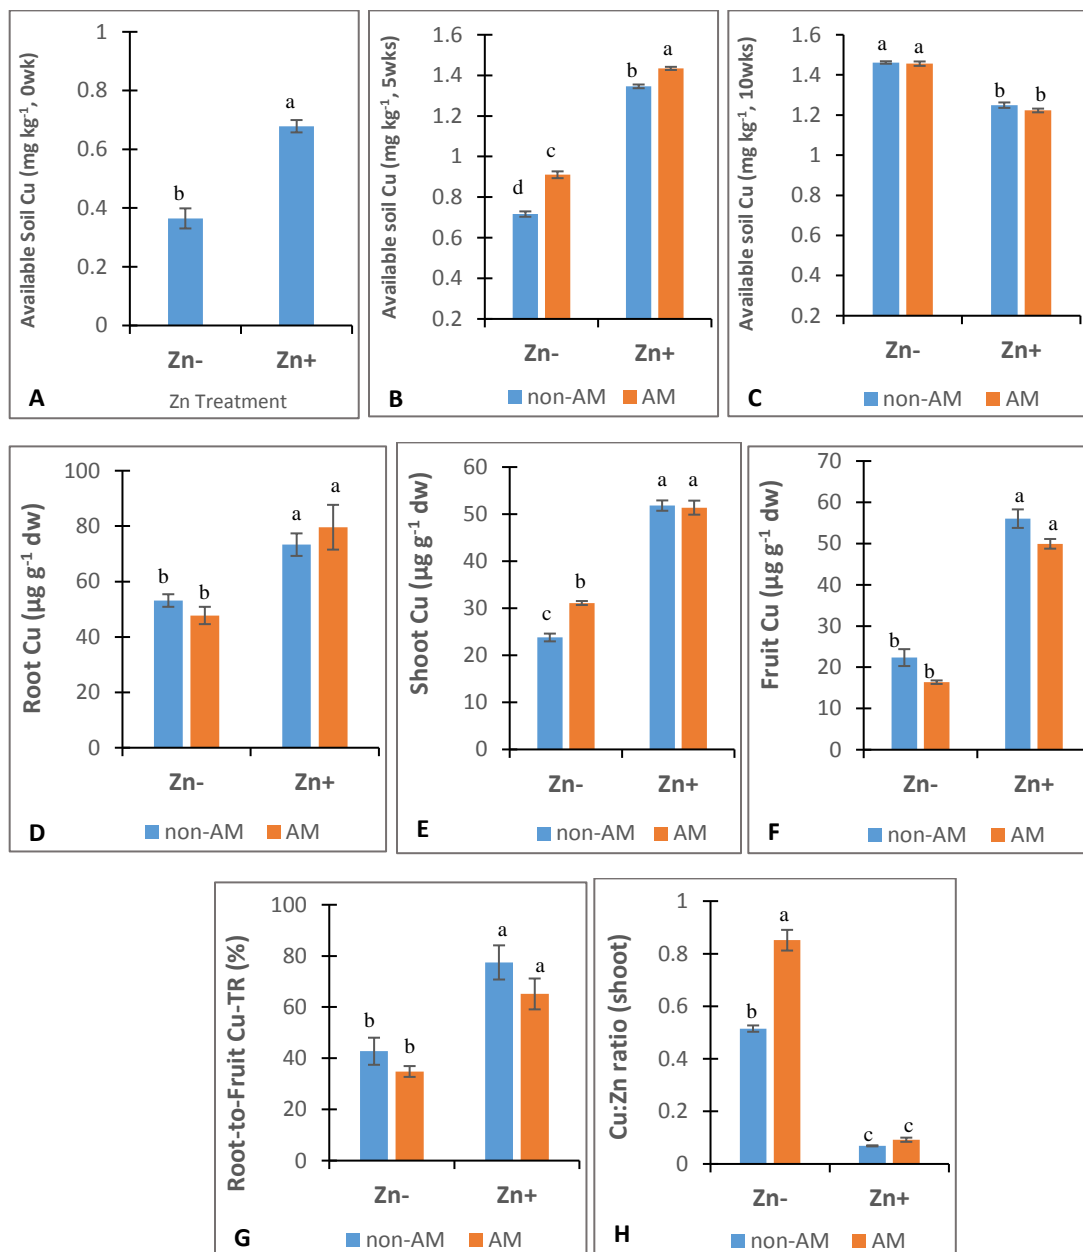 Available Soil Cu (mg kg-1, 0wk)
1
0.8
0.6
0.4
0.2
0
b
a
Zn-
Zn+
Zn Treatment
A
Available soil Cu (mg kg-1, 5wks)
1.6
1.4
1.2
1
0.8
0.6
0.4
0.2
d
c
b
a
Zn-
Zn+
B
non-AM
AM
Available soil Cu (mg kg-1, 10wks)
1.6
1.4
1.2
1
1.8
1.6
1.4
1.2
a
a
b
b
Zn-
Zn+
C
non-AM
AM
Root Cu (µg g-1 dw)
100
80
60
40
20
0
b
b
a
a
Zn-
Zn+
D
non-AM
AM
Shoot Cu (µg g-1 dw)
60
50
40
30
20
10
0
c
b
a
a
Zn-
Zn+
E
non-AM
AM
Fruit Cu (µg g-1 dw)
70
60
50
40
30
20
10
0
b
b
a
a
Zn-
Zn+
F
non-AM
AM
Root-to-Fruit Cu-TR (%)
100
80
60
40
20
0
b
b
a
a
Zn-
Zn+
G
non-AM
AM
Cu:Zn ratio (shoot)
1
0.8
0.6
0.4
0.2
0
b
a
c
c
Zn-
Zn+
H
non-AM
AM